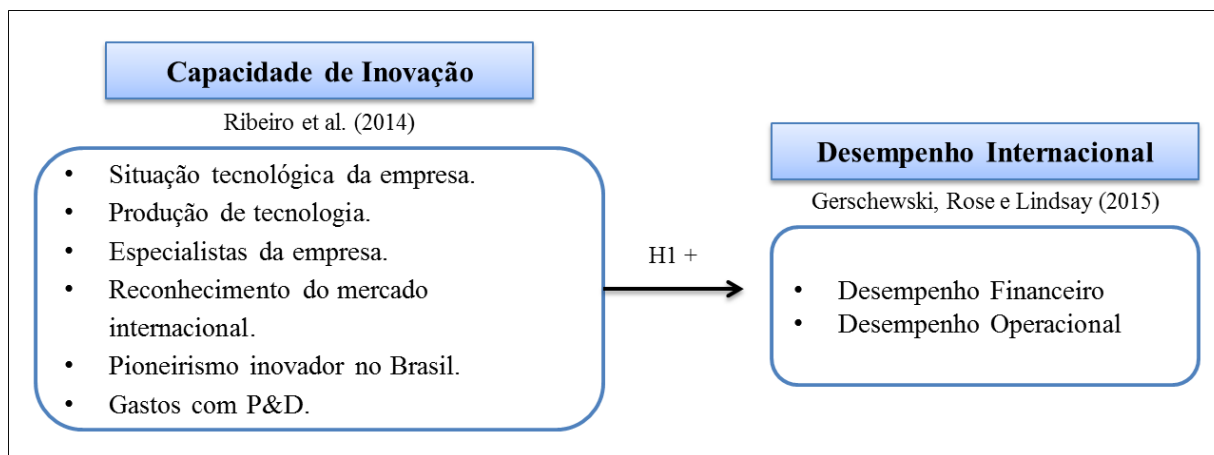 Capacidade de Inovação
Ribeiro et al. (2014)
• Situação tecnológica da empresa.
• Produção de tecnologia.
• Especialistas da empresa.
• Reconhecimento do mercado
internacional.
• Pioneirismo inovador no Brasil.
• Gastos com P&D.
H1 +
Desempenho Internacional
Gerschewski, Rose e Lindsay (2015)
• Desempenho Financeiro
• Desempenho Operacional